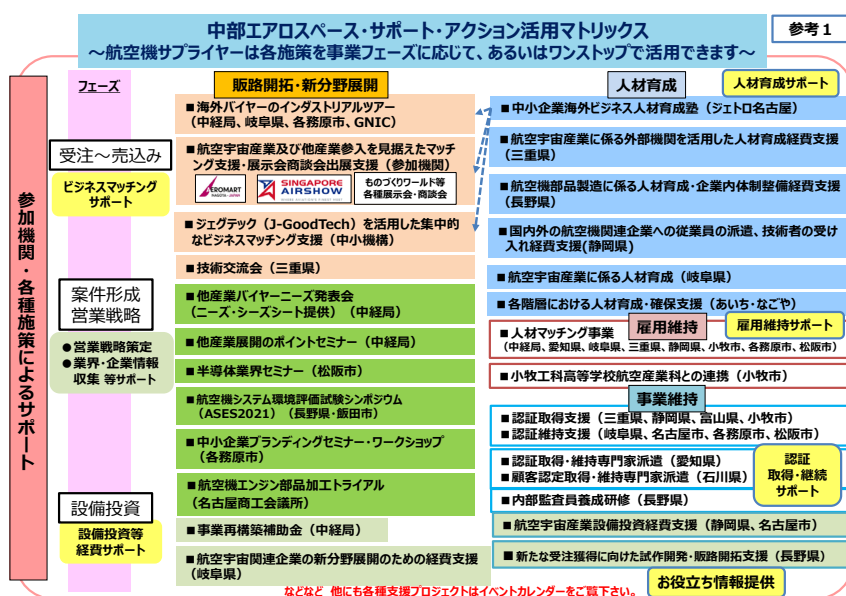 中部エアロスペース・サポート・アクション活用マトリックス
～航空機サプライヤーは各施策を事業フェーズに応じて、あるいはワンストップで活用できます～
参考1
参加機関・各種施策によるサポート
フェーズ
受注～売込み
ビジネスマッチング
サポート
案件形成
営業戦略
●営業戦略策定
●業界・企業情報
収集 等サポート
設備投資
設備投資等
経費サポート
販路開拓・新分野展開
■海外バイヤーのインダストリアルツアー
（中経局、岐阜県、各務原市、GNIC）
■航空宇宙産業及び他産業参入を見据えたマッチ
ング支援・展示会商談会出展支援（参加機関）
AEROMART
NAGOYA - JAPAN
SINGAPORE
AIRSHOW
ものづくりワールド等
各種展示会・商談会
■ジェグテック（J-GoodTech）を活用した集中的
なビジネスマッチング支援（中小機構）
■技術交流会（三重県）
■他産業バイヤーニーズ発表会
（ニーズ・シーズシート提供）（中経局）
■他産業展開のポイントセミナー（中経局）
■半導体業界セミナー（松阪市）
■航空機システム環境評価試験シンポジウム
（ASES2021）（長野県・飯田市）
■中小企業ブランディングセミナー・ワークショップ
（各務原市）
■航空機エンジン部品加工トライアル
（名古屋商工会議所）
■事業再構築補助金（中経局）
■航空宇宙関連企業の新分野展開のための経費支援
（岐阜県）
人材育成
人材育成サポート
■中小企業海外ビジネス人材育成塾（ジェトロ名古屋）
■航空宇宙産業に係る外部機関を活用した人材育成経費支援
（三重県）
■航空機部品製造に係る人材育成・企業内体制整備経費支援
（長野県）
■国内外の航空機関連企業への従業員の派遣、技術者の受け
入れ経費支援(静岡県）
■航空宇宙産業に係る人材育成（岐阜県）
■各階層における人材育成・確保支援（あいち・なごや）
雇用維持
雇用維持サポート
■人材マッチング事業
（中経局、愛知県、岐阜県、三重県、静岡県、小牧市、各務原市、松阪市）
■小牧工科高等学校航空産業科との連携（小牧市）
事業維持
■認証取得支援（三重県、静岡県、富山県、小牧市）
■認証維持支援（岐阜県、名古屋市、各務原市、松阪市）
■認証取得・維持専門家派遣（愛知県）
■顧客認定取得・維持専門家派遣（石川県）
認証
取得・継続
サポート
■内部監査員養成研修（長野県）
■航空宇宙産業設備投資経費支援（静岡県、名古屋市）
■新たな受注獲得に向けた試作開発・販路開拓支援（長野県）
お役立ち情報提供
などなど 他にも各種支援プロジェクトはイベントカレンダーをご覧下さい。